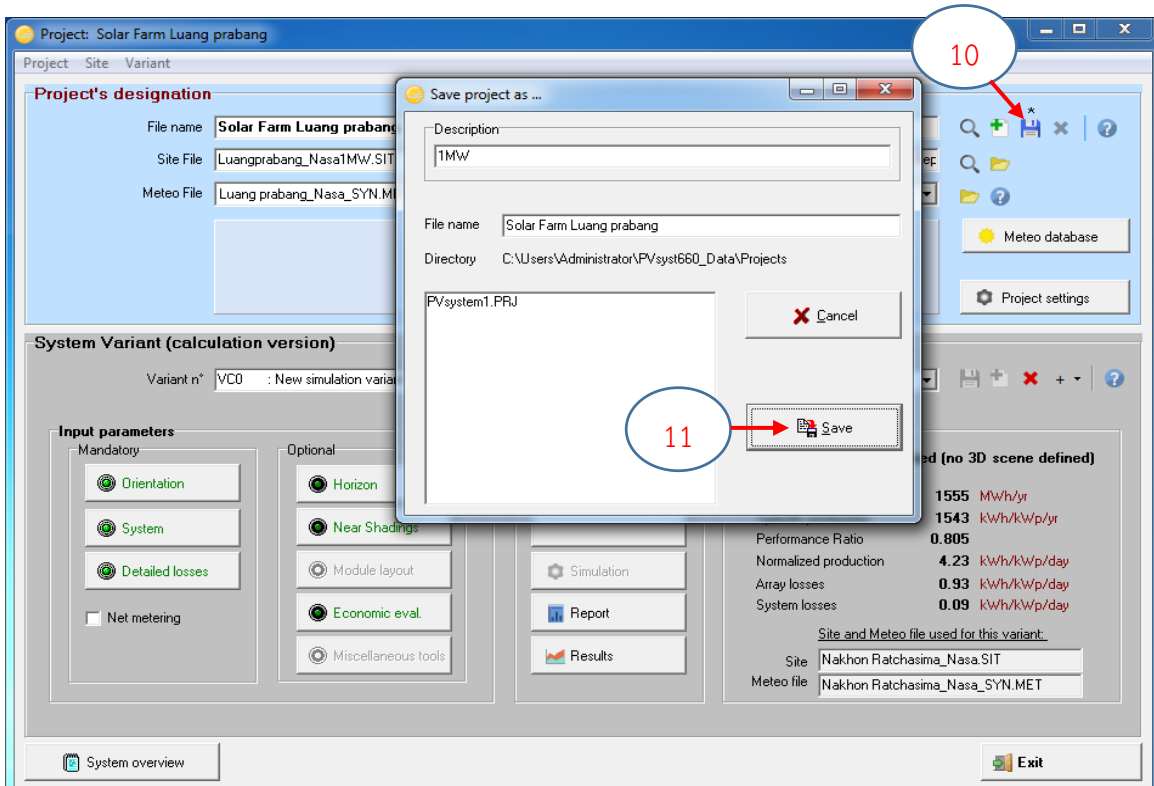 Project: Solar Farm Luang prabang
10
Project Site Variant
Project's designation
File name Solar Farm Luang prabang
Site File Luangprabang_Nasa1MW.SIT
Meteo File Luang prabang_Nasa_SYN.M
*
Meteo database
Project settings
Save project as ...
Description
1MW
File name Solar Farm Luang prabang
Directory C:\Users\Administrator\PVsyst660_Data\Projects
PVsystem1.PRJ
Cancel
11
Save
System Variant (calculation version)
Variant n° VC0 : New simulation varia
Input parameters
Mandatory
Orientation
System
Detailed losses
Net metering
Optional
Horizon
Near Shadings
Module layout
Economic eval.
Miscellaneous tools
Simulation
Report
Results
ed (no 3D scene defined)
1555 MWh/yr
1543 kWh/kWp/yr
Performance Ratio 0.805
Normalized production 4.23 kWh/kWp/day
Array losses 0.93 kWh/kWp/day
System losses 0.09 kWh/kWp/day
Site and Meteo file used for this variant:
Site Nakhon Ratchasima_Nasa.SIT
Meteo file Nakhon Ratchasima_Nasa_SYN.MET
System overview
Exit